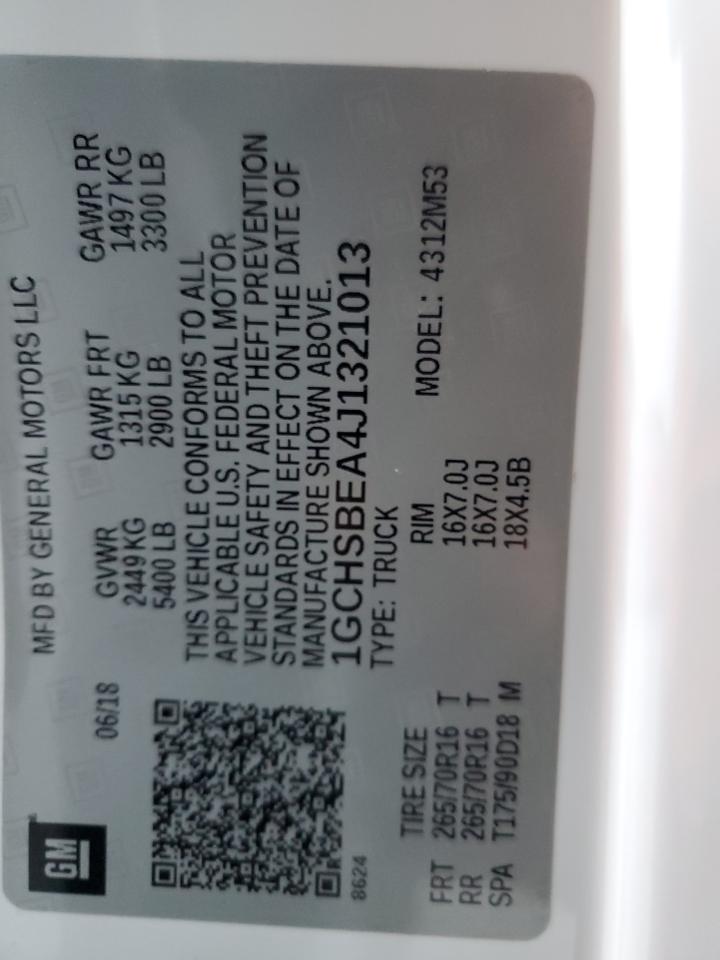 GM
MFD BY GENERAL MOTORS LLC
06/18
GVWR GAWR FRT GAWR RR
2449 KG 1315 KG 1497 KG
5400 LB 2900 LB 3300 LB
THIS VEHICLE CONFORMS TO ALL
APPLICABLE U.S. FEDERAL MOTOR
VEHICLE SAFETY AND THEFT PREVENTION
STANDARDS IN EFFECT ON THE DATE OF
MANUFACTURE SHOWN ABOVE.
1GCHSBEA4J1321013
8624
TYPE: TRUCK
TIRE SIZE RIM MODEL: 4312M53
FRT 265/70R16 T 16X7.0J
RR 265/70R16 T 16X7.0J
SPA T175/90D18 M 18X4.5B